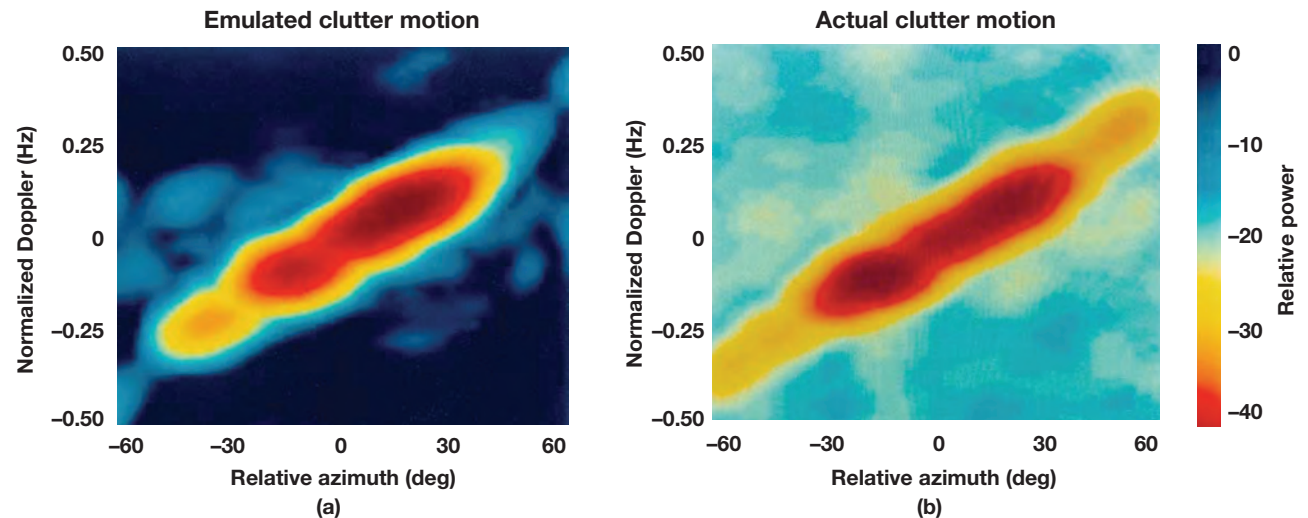 Emulated clutter motion
0.50
0.25
0
−0.25
−0.50
Normalized Doppler (Hz)
−60 −30 0 30 60
Relative azimuth (deg)
(a)
Actual clutter motion
0.50
0.25
0
−0.25
−0.50
Normalized Doppler (Hz)
−60 −30 0 30 60
Relative azimuth (deg)
(b)
0
−10
−20
−30
−40
Relative power